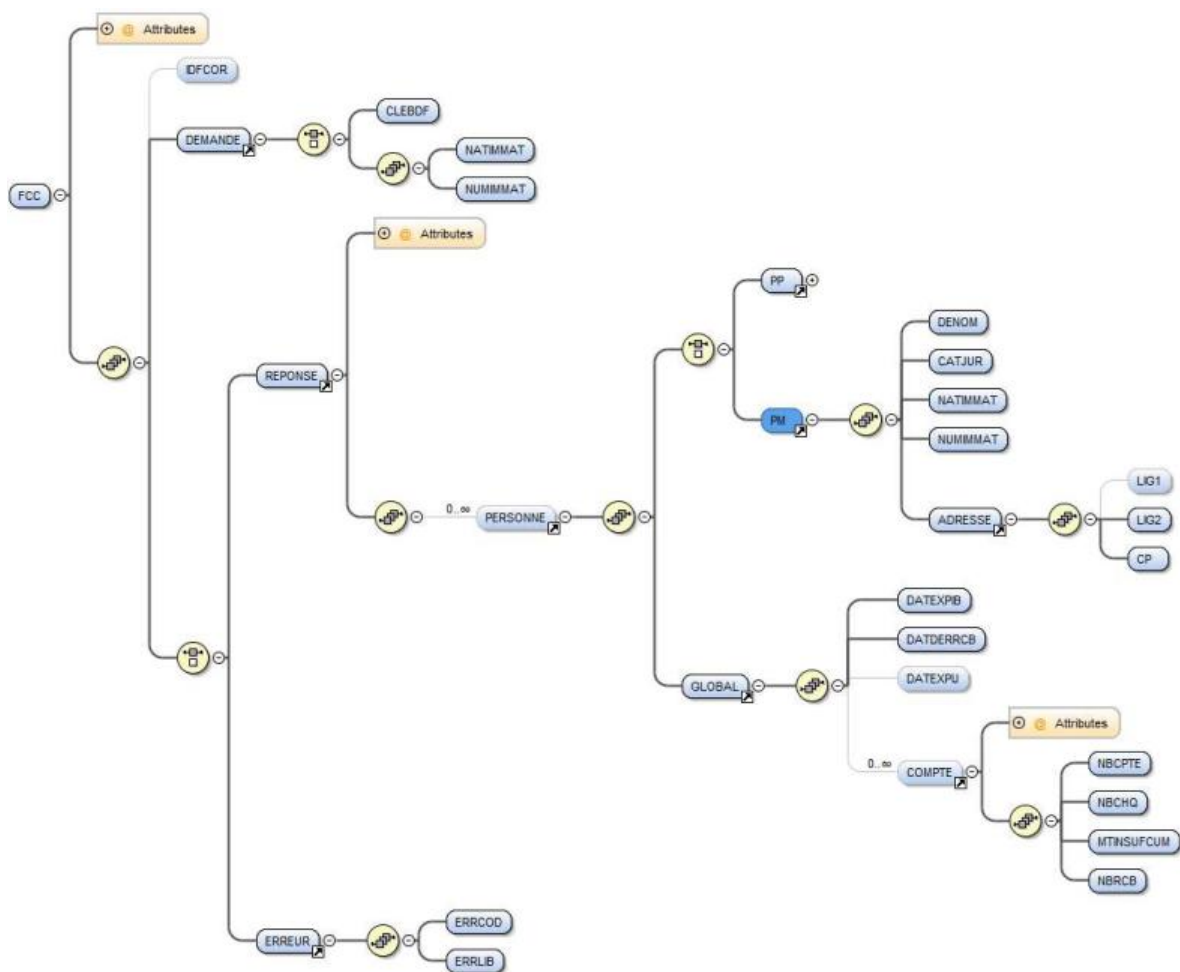 @ Attributes
IDFCOR
CLEBDF
DEMANDE
NATIMMAT
NUMIMMAT
FCC
@ Attributes
PP
DENOM
CATJUR
REPONSE
NATIMMAT
PM
NUMIMMAT
LIG1
0..∞
PERSONNE
ADRESSE
LIG2
CP
DATEXPIB
DATDERRCB
GLOBAL
DATEXPIJ
@ Attributes
0..∞
COMPTE
NBCPTE
NBCHQ
MTINSUFCUM
NBRCB
ERRCOD
ERREUR
ERRLIB